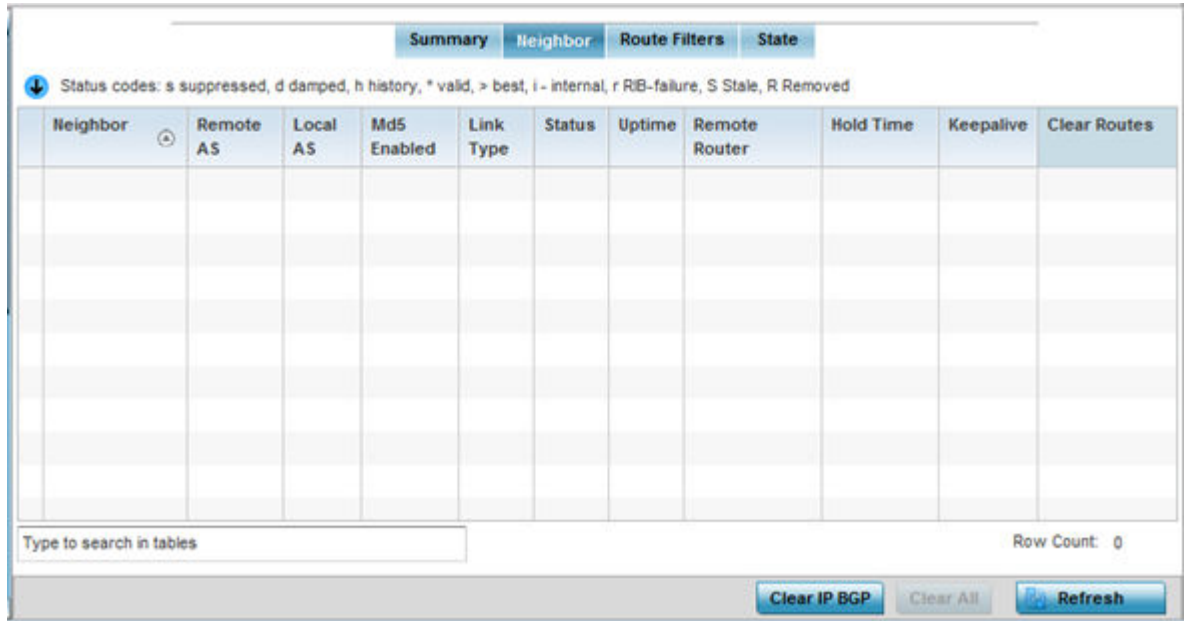 Summary Neighbor Route Filters State
Status codes: s suppressed, d damped, h history, * valid, > best, i - internal, r RIB-failure, S Stale, R Removed
Neighbor Remote AS Local AS Md5 Enabled Link Type Status Uptime Remote Router Hold Time Keepalive Clear Routes
Type to search in tables Row Count: 0
Clear IP BGP Clear All Refresh